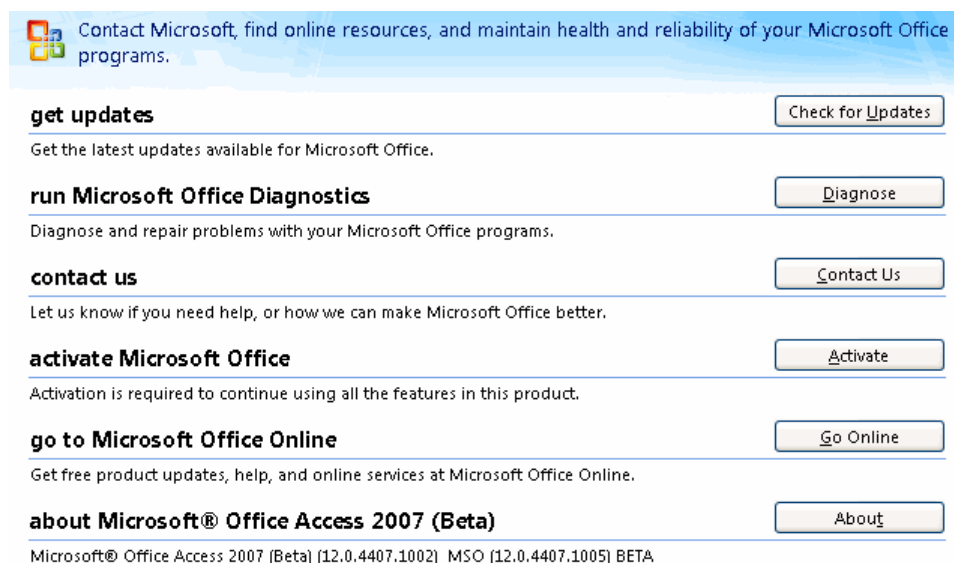 Contact Microsoft, find online resources, and maintain health and reliability of your Microsoft Office
programs.
get updates
Check for Updates
Get the latest updates available for Microsoft Office.
run Microsoft Office Diagnostics
Diagnose
Diagnose and repair problems with your Microsoft Office programs.
contact us
Contact Us
Let us know if you need help, or how we can make Microsoft Office better.
activate Microsoft Office
Activate
Activation is required to continue using all the features in this product.
go to Microsoft Office Online
Go Online
Get free product updates, help, and online services at Microsoft Office Online.
about Microsoft® Office Access 2007 (Beta)
About
Microsoft® Office Access 2007 (Beta) (12.0.4407.1002) MSO (12.0.4407.1005) BETA